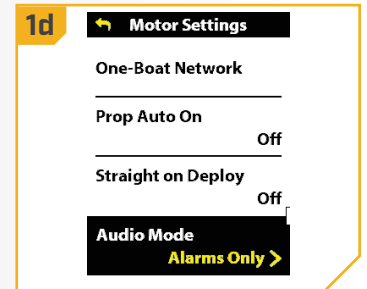 1d
Motor Settings
One-Boat Network
Prop Auto On
Off
Straight on Deploy
Off
Audio Mode
Alarms Only >